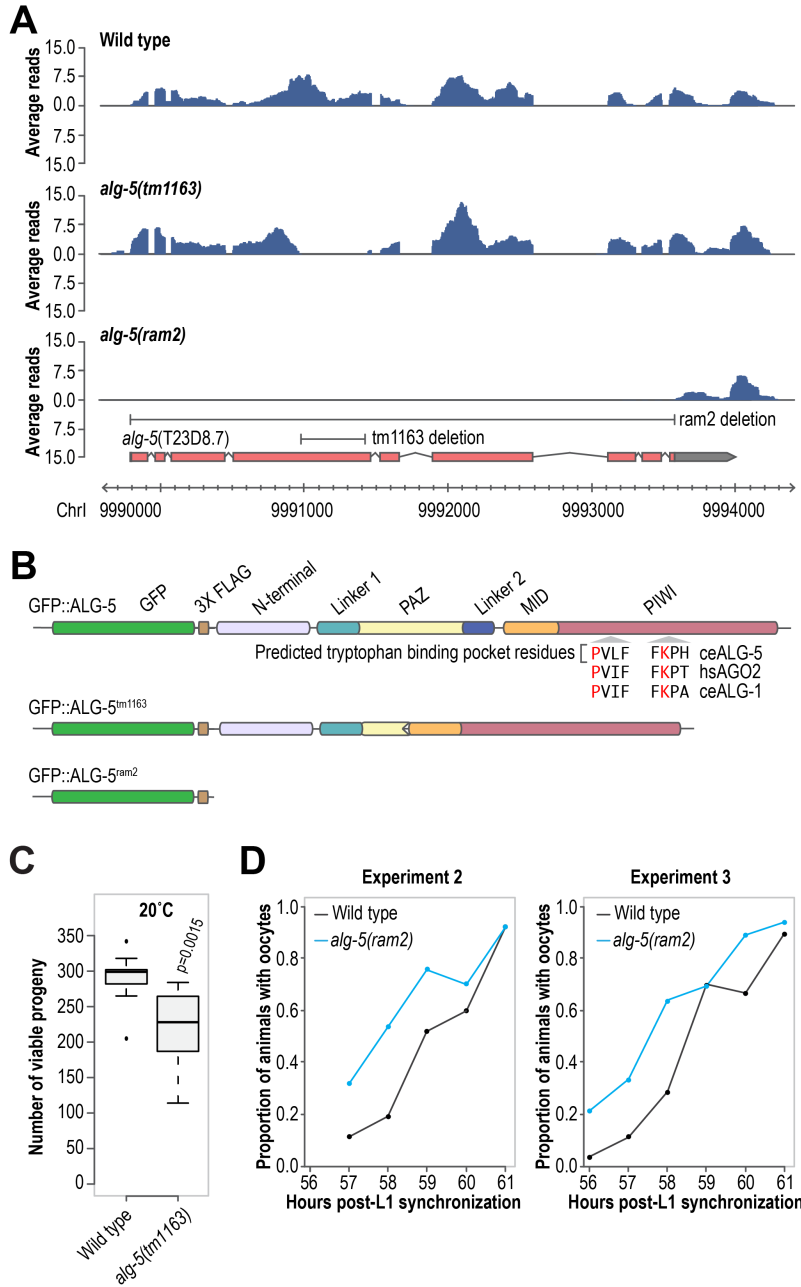 A
Wild type
15.0
7.5
0.0
7.5
15.0
Average reads
alg-5(tm1163)
15.0
7.5
0.0
7.5
15.0
Average reads
alg-5(ram2)
15.0
7.5
0.0
7.5
15.0
Average reads
ram2 deletion
alg-5(T23D8.7)
tm1163 deletion
ChrI
9990000 9991000 9992000 9993000 9994000
B
GFP::ALG-5
GFP 3X FLAG N-terminal Linker 1 PAZ Linker 2 MID PIWI
Predicted tryptophan binding pocket residues
PVLF FKPH ceALG-5
PVIF FKPT hsAGO2
PVIF FKPA ceALG-1
GFP::ALG-5tm1163
GFP::ALG-5ram2
C
20˚C
p=0.0015
350
300
250
200
150
100
50
0
Number of viable progeny
Wild type
alg-5(tm1163)
D
Experiment 2
Wild type
alg-5(ram2)
1.0
0.8
0.6
0.4
0.2
0.0
Proportion of animals with oocytes
56 57 58 59 60 61
Hours post-L1 synchronization
Experiment 3
Wild type
alg-5(ram2)
1.0
0.8
0.6
0.4
0.2
0.0
Proportion of animals with oocytes
56 57 58 59 60 61
Hours post-L1 synchronization